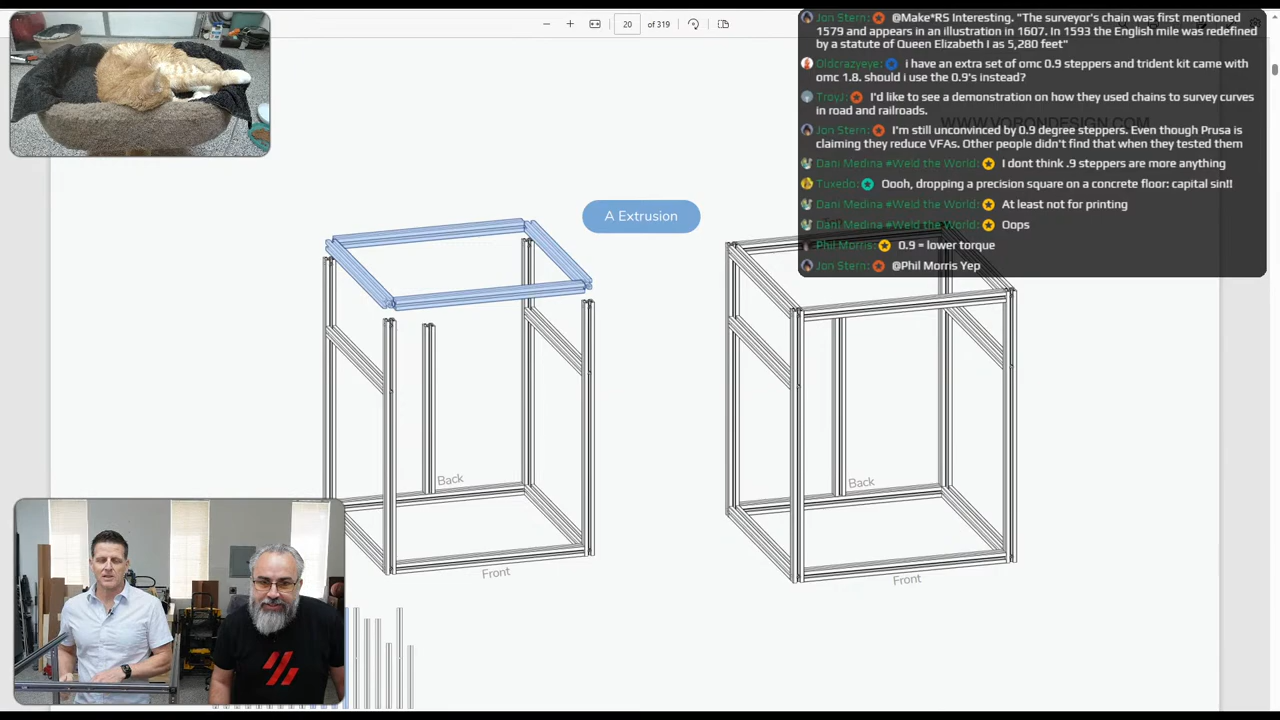 20 of 319
Jon Stern: @Make*RS Interesting. "The surveyor's chain was first mentioned
1579 and appears in an illustration in 1607. In 1593 the English mile was redefined
by a statute of Queen Elizabeth I as 5,280 feet"
Oldcrazyeye: i have an extra set of omc 0.9 steppers and trident kit came with
omc 1.8. should i use the 0.9's instead?
TroyJ: I'd like to see a demonstration on how they used chains to survey curves
in road and railroads.
WWW.VORONDESIGN.COM
Jon Stern: I'm still unconvinced by 0.9 degree steppers. Even though Prusa is
claiming they reduce VFAs. Other people didn't find that when they tested them
Dani Medina #Weld the World: I dont think .9 steppers are more anything
Tuxedo: Oooh, dropping a precision square on a concrete floor: capital sin!!
Dani Medina #Weld the World: At least not for printing
Dani Medina #Weld the World: Oops
Phil Morris: 0.9 = lower torque
Jon Stern: @Phil Morris Yep
A Extrusion
Back
Front
Back
Front